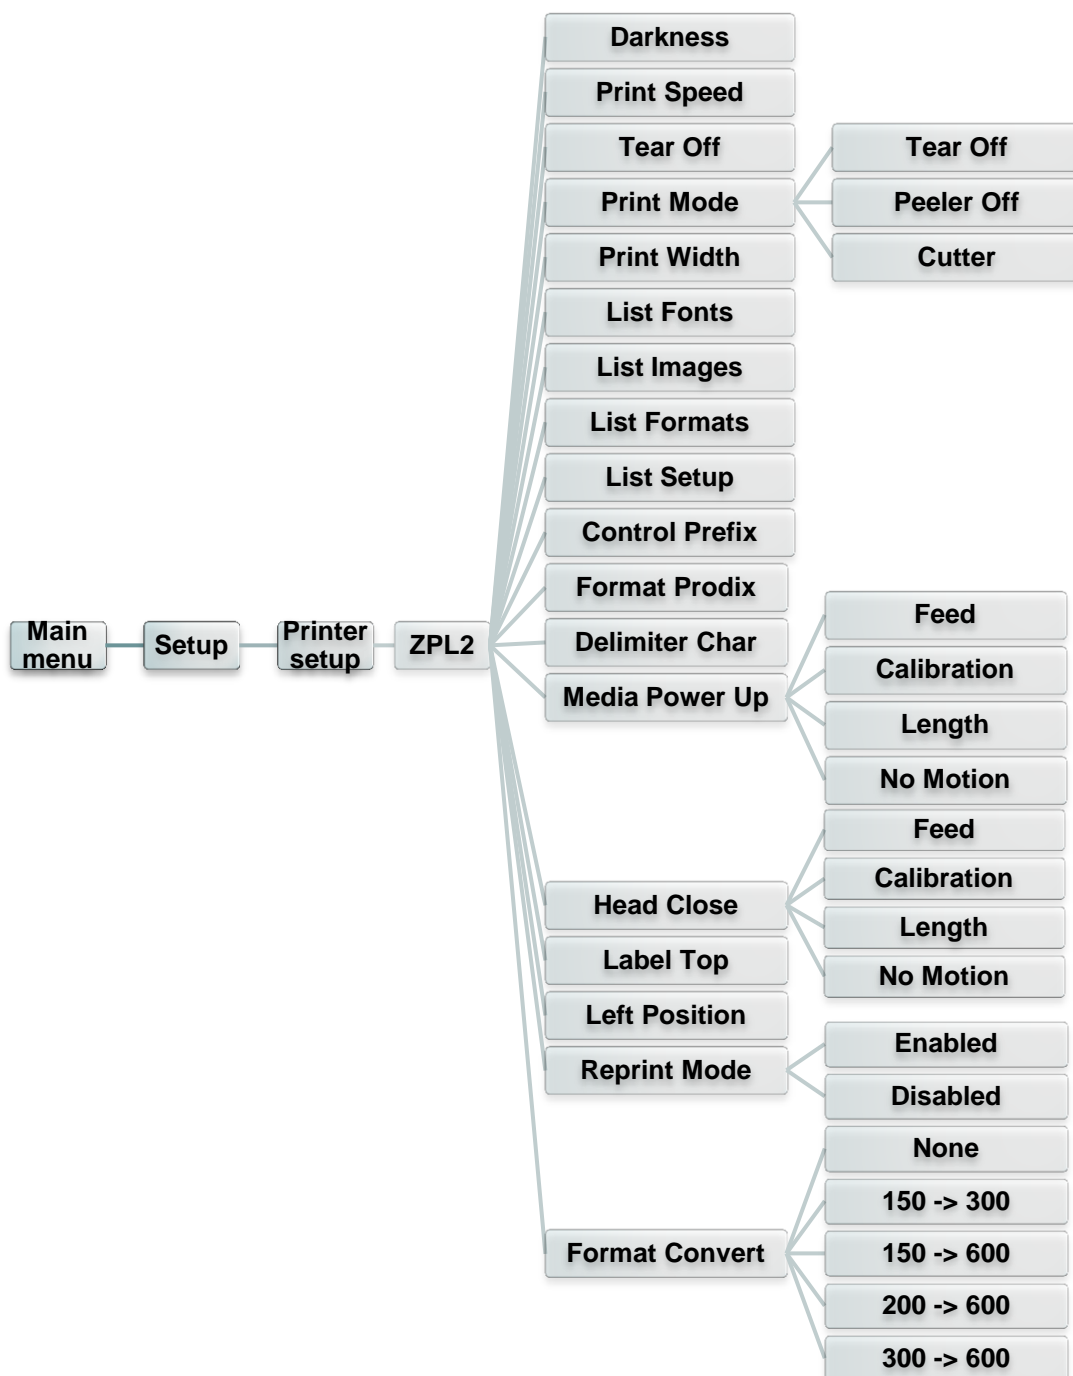 Main
menu
Setup
Printer
setup
ZPL2
Darkness
Print Speed
Tear Off
Print Mode
Tear Off
Peeler Off
Cutter
Print Width
List Fonts
List Images
List Formats
List Setup
Control Prefix
Format Prodix
Delimiter Char
Media Power Up
Feed
Calibration
Length
No Motion
Head Close
Feed
Calibration
Length
No Motion
Label Top
Left Position
Reprint Mode
Enabled
Disabled
Format Convert
None
150 -> 300
150 -> 600
200 -> 600
300 -> 600